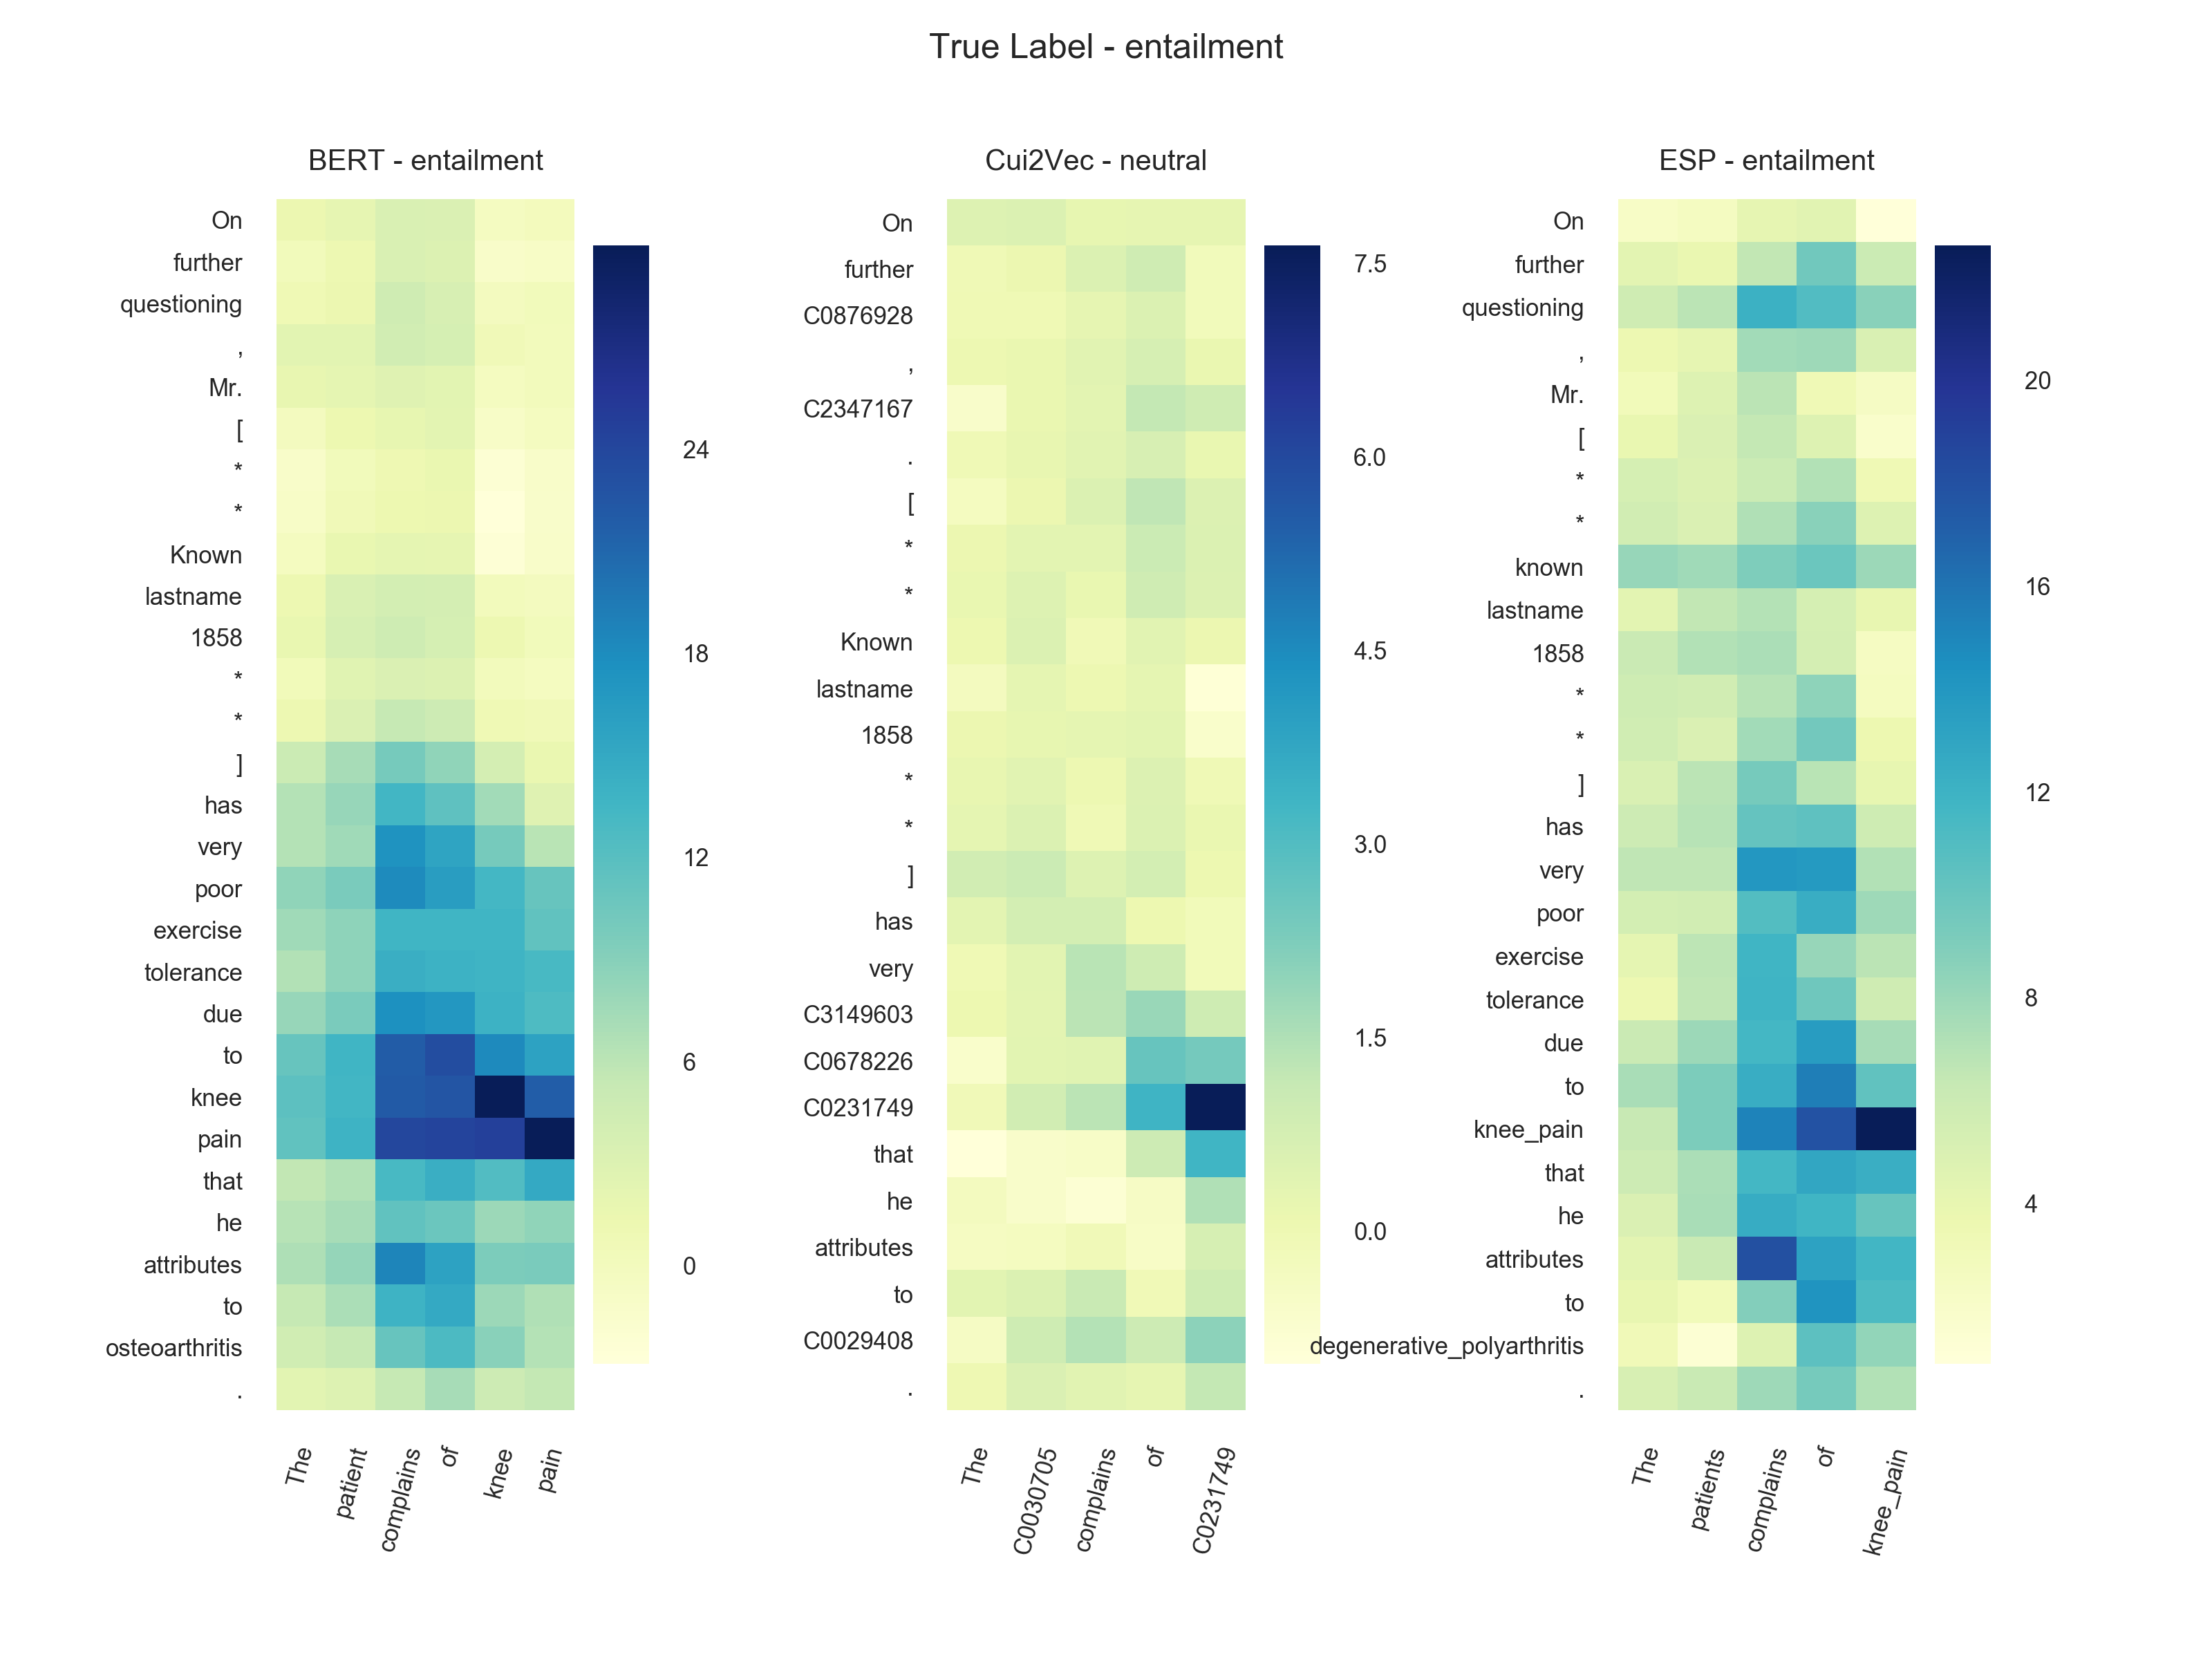 True Label - entailment
BERT - entailment
On
further
questioning
,
Mr.
[
*
*
Known
lastname
1858
*
*
]
has
very
poor
exercise
tolerance
due
to
knee
pain
that
he
attributes
to
osteoarthritis
.
The
patient
complains
of
knee
pain
24
18
12
6
0
Cui2Vec - neutral
On
further
C0876928
,
C2347167
.
[
*
*
Known
lastname
1858
*
*
]
has
very
C3149603
C0678226
C0231749
that
he
attributes
to
C0029408
.
The
C0030705
complains
of
C0231749
7.5
6.0
4.5
3.0
1.5
0.0
ESP - entailment
On
further
questioning
,
Mr.
[
*
*
known
lastname
1858
*
*
]
has
very
poor
exercise
tolerance
due
to
knee_pain
that
he
attributes
to
degenerative_polyarthritis
.
The
patients
complains
of
knee_pain
20
16
12
8
4